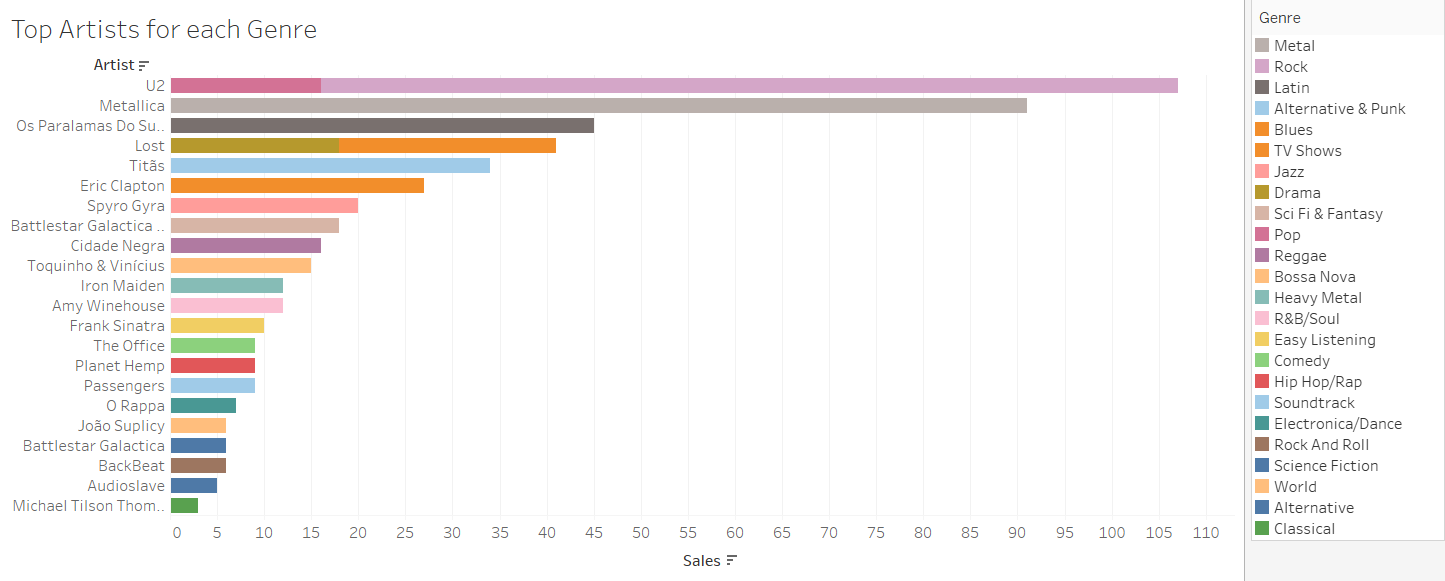 Top Artists for each Genre
Artist
U2
Metallica
Os Paralamas Do Su..
Lost
Titãs
Eric Clapton
Spyro Gyra
Battlestar Galactica ..
Cidade Negra
Toquinho & Vinícius
Iron Maiden
Amy Winehouse
Frank Sinatra
The Office
Planet Hemp
Passengers
O Rappa
João Suplicy
Battlestar Galactica
BackBeat
Audioslave
Michael Tilson Thom..
0 5 10 15 20 25 30 35 40 45 50 55 60 65 70 75 80 85 90 95 100 105 110
Sales
Genre
Metal
Rock
Latin
Alternative & Punk
Blues
TV Shows
Jazz
Drama
Sci Fi & Fantasy
Pop
Reggae
Bossa Nova
Heavy Metal
R&B/Soul
Easy Listening
Comedy
Hip Hop/Rap
Soundtrack
Electronica/Dance
Rock And Roll
Science Fiction
World
Alternative
Classical